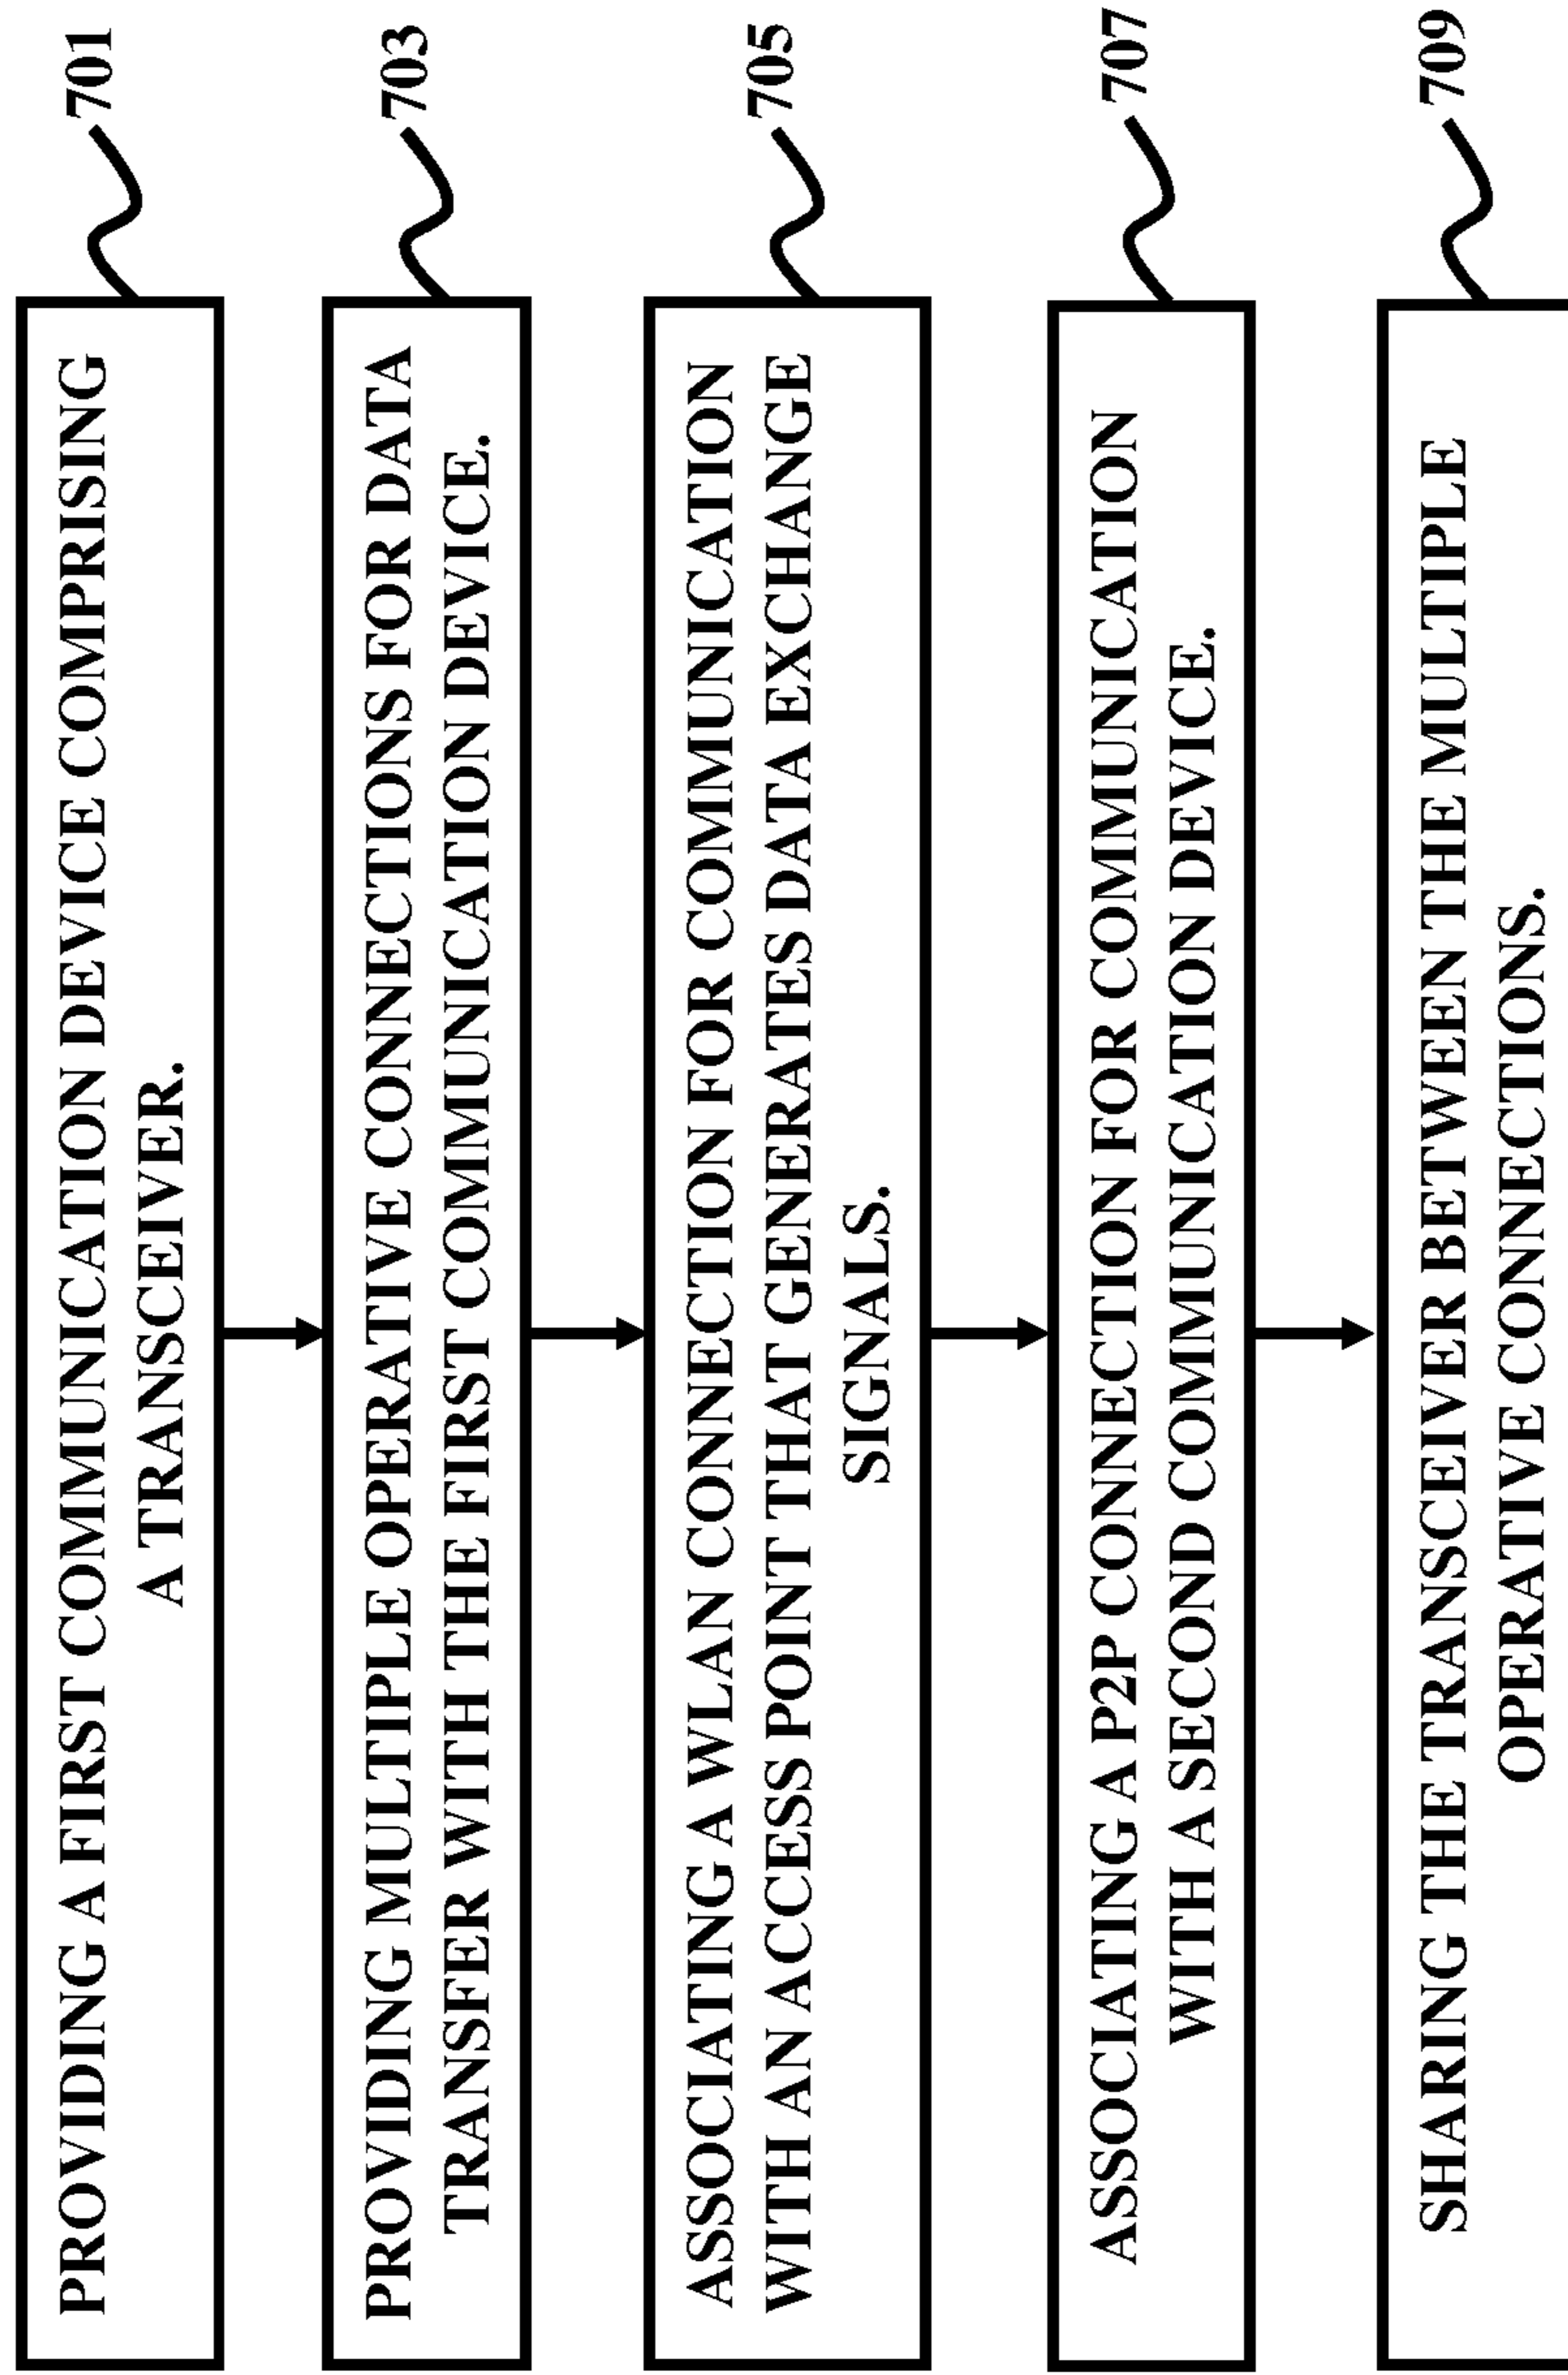 PROVIDING A FIRST COMMUNICATION DEVICE COMPRISING
A TRANSCEIVER.
701
PROVIDING MULTIPLE OPERATIVE CONNECTIONS FOR DATA
TRANSFER WITH THE FIRST COMMUNICATION DEVICE.
703
ASSOCIATING A WLAN CONNECTION FOR COMMUNICATION
WITH AN ACCESS POINT THAT GENERATES DATA EXCHANGE
SIGNALS.
705
ASSOCIATING A P2P CONNECTION FOR COMMUNICATION
WITH A SECOND COMMUNICATION DEVICE.
707
SHARING THE TRANSCEIVER BETWEEN THE MULTIPLE
OPERATIVE CONNECTIONS.
709